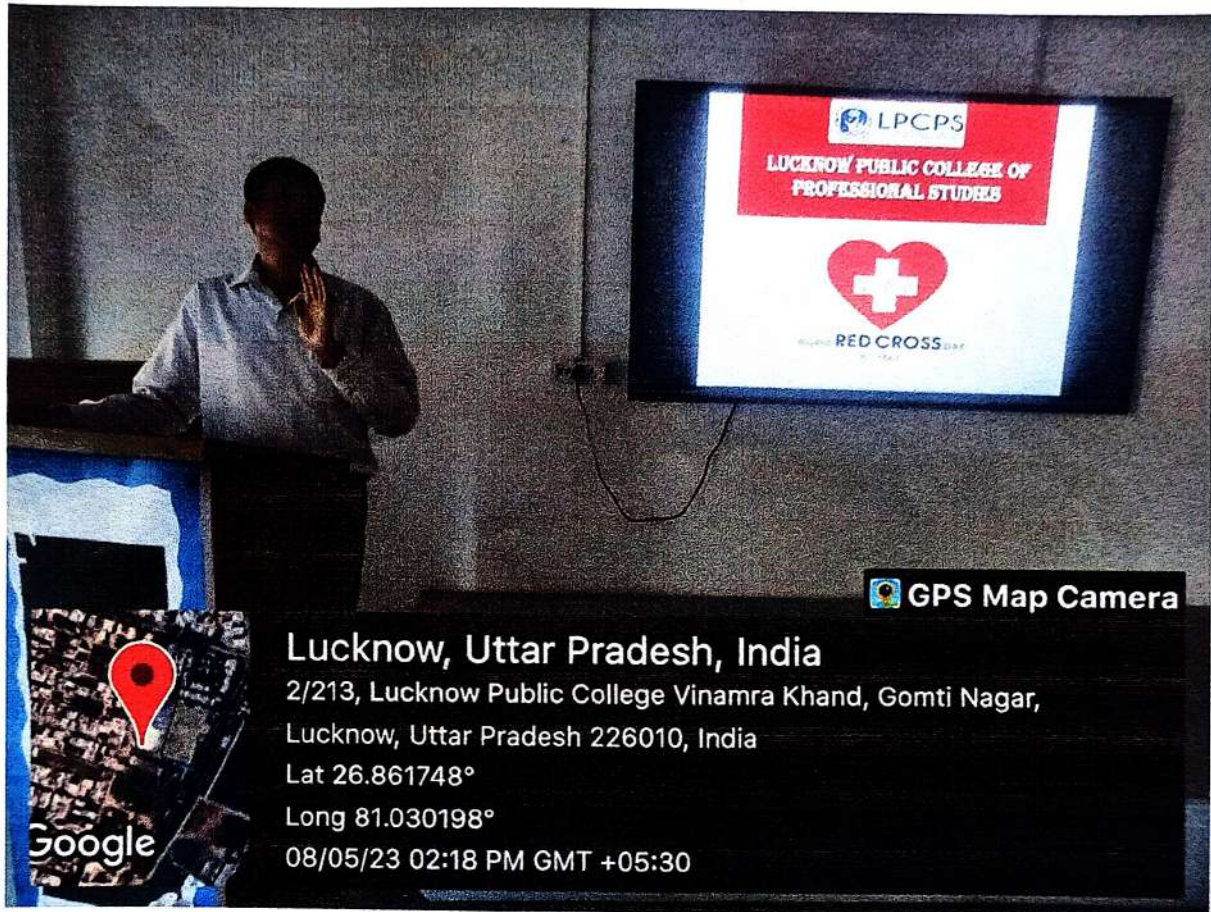 LPCPS
LUCKNOW PUBLIC COLLEGE OF
PROFESSIONAL STUDIES
RED CROSS DAY
GPS Map Camera
Lucknow, Uttar Pradesh, India
2/213, Lucknow Public College Vinamra Khand, Gomti Nagar,
Lucknow, Uttar Pradesh 226010, India
Lat 26.861748°
Long 81.030198°
08/05/23 02:18 PM GMT +05:30
Google